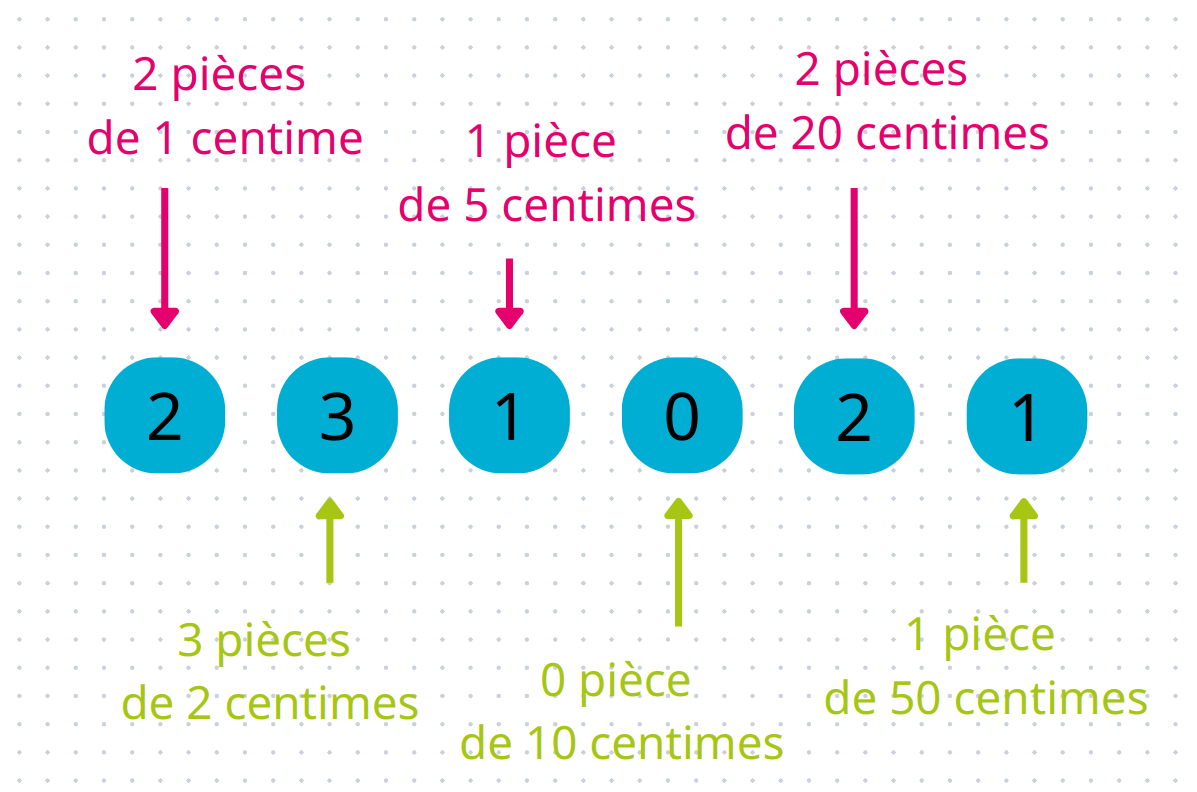 2 pièces
de 1 centime
1 pièce
de 5 centimes
2 pièces
de 20 centimes
2 3 1 0 2 1
3 pièces
de 2 centimes
0 pièce
de 10 centimes
1 pièce
de 50 centimes